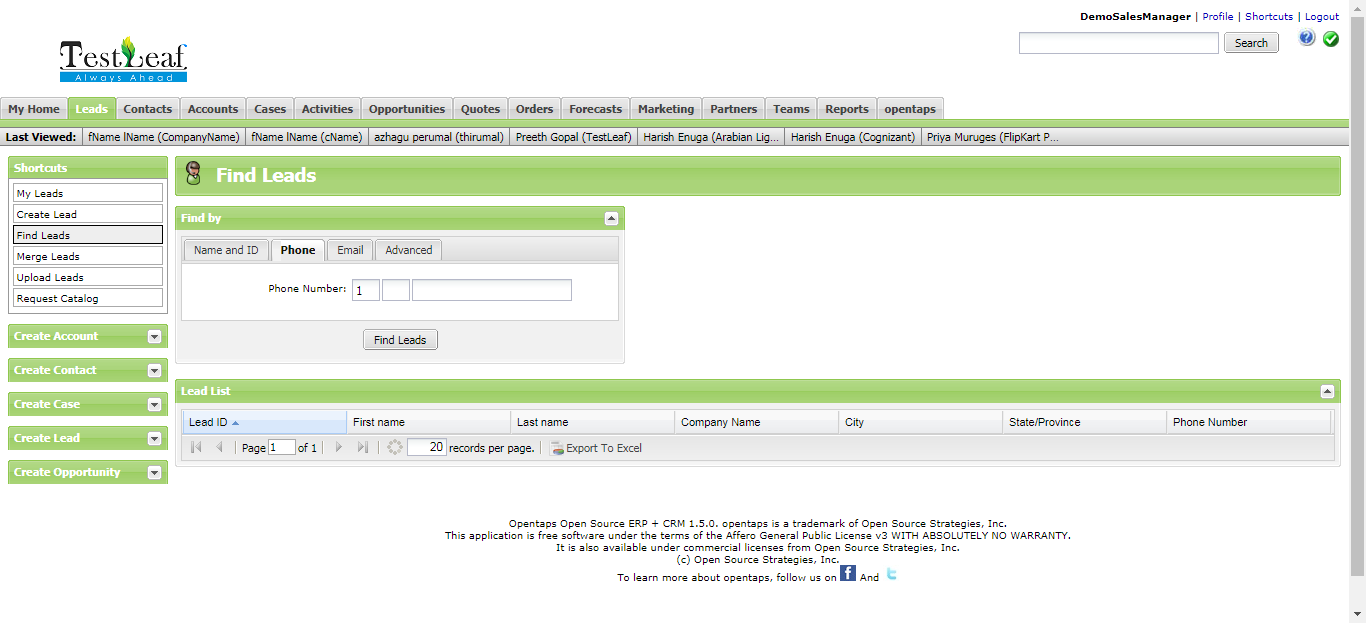 DemoSalesManager | Profile | Shortcuts | Logout
Search
TestLeaf
Always Ahead
My Home Leads Contacts Accounts Cases Activities Opportunities Quotes Orders Forecasts Marketing Partners Teams Reports opentaps
Last Viewed: fName lName (CompanyName) fName lName (cName) azhagu perumal (thirumal) Preeth Gopal (TestLeaf) Harish Enuga (Arabian Lig... Harish Enuga (Cognizant) Priya Muruges (FlipKart P...
Shortcuts
My Leads
Create Lead
Find Leads
Merge Leads
Upload Leads
Request Catalog
Create Account
Create Contact
Create Case
Create Lead
Create Opportunity
Find Leads
Find by
Name and ID Phone Email Advanced
Phone Number: 1
Find Leads
Lead List
Lead ID First name Last name Company Name City State/Province Phone Number
Page 1 of 1 20 records per page. Export To Excel
Opentaps Open Source ERP + CRM 1.5.0. opentaps is a trademark of Open Source Strategies, Inc.
This application is free software under the terms of the Affero General Public License v3 WITH ABSOLUTELY NO WARRANTY.
It is also available under commercial licenses from Open Source Strategies, Inc.
(c) Open Source Strategies, Inc.
To learn more about opentaps, follow us on f And t